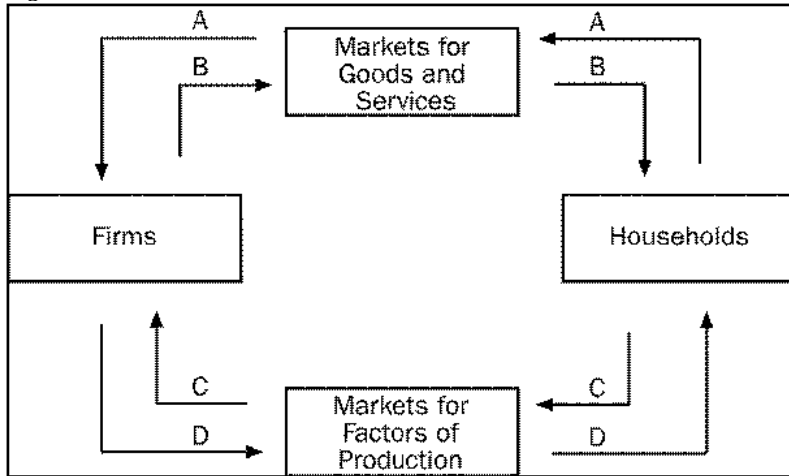 A
Markets for
Goods and
Services
A
B
B
Firms
Households
C
Markets for
Factors of
Production
C
D
D